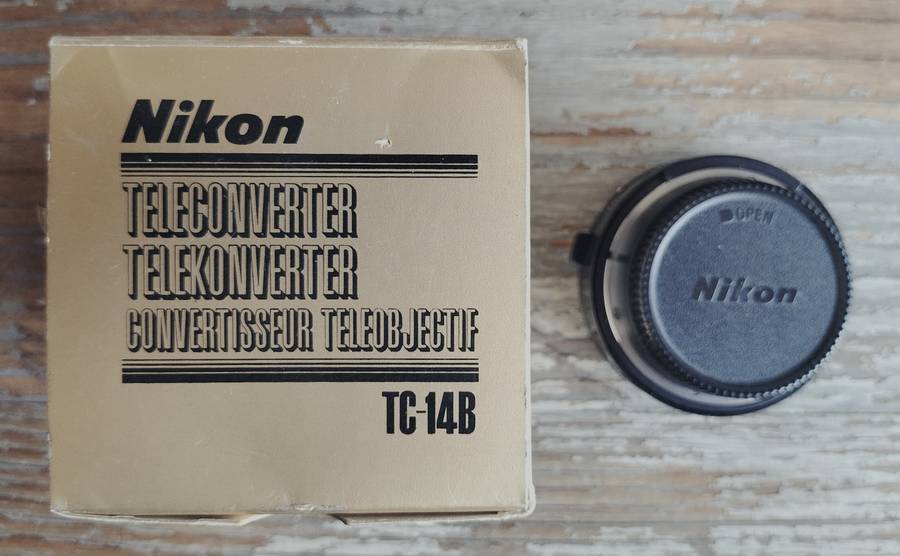 Nikon
TELECONVERTER
TELEKONVERTER
CONVERTISSEUR TELEOBJECTIF
TC-14B
OPEN
Nikon